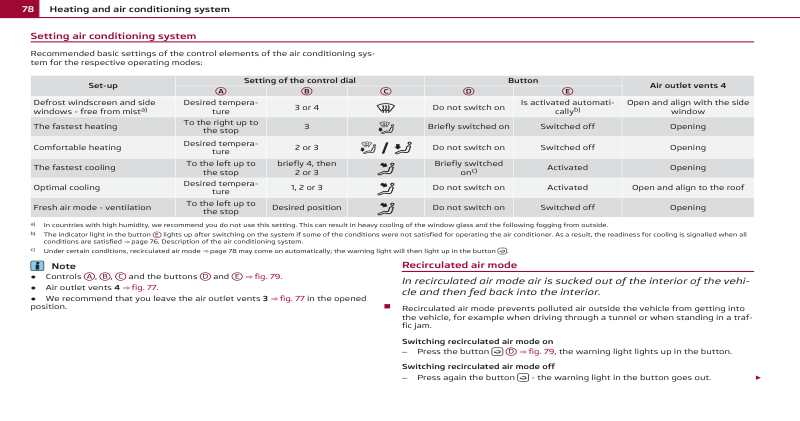 78 Heating and air conditioning system
Setting air conditioning system
Recommended basic settings of the control elements of the air conditioning sys-
tem for the respective operating modes:
Set-up Setting of the control dial Button Air outlet vents 4
A B C D E
Defrost windscreen and side windows - free from mist a) Desired tempera-ture 3 or 4 Do not switch on Is activated automati-cally b) Open and align with the side window
The fastest heating To the right up to the stop 3 Briefly switched on Switched off Opening
Comfortable heating Desired tempera-ture 2 or 3 / Do not switch on Switched off Opening
The fastest cooling To the left up to the stop briefly 4, then 2 or 3 Briefly switched on c) Activated Opening
Optimal cooling Desired tempera-ture 1, 2 or 3 Do not switch on Activated Open and align to the roof
Fresh air mode - ventilation To the left up to the stop Desired position Do not switch on Switched off Opening
a) In countries with high humidity, we recommend you do not use this setting. This can result in heavy cooling of the window glass and the following fogging from outside.
b) The indicator light in the button E lights up after switching on the system if some of the conditions were not satisfied for operating the air conditioner. As a result, the readiness for cooling is signalled when all
conditions are satisfied ⇒ page 76, Description of the air conditioning system.
c) Under certain conditions, recirculated air mode ⇒ page 78 may come on automatically; the warning light will then light up in the button.
i Note
● Controls A, B, C and the buttons D and E ⇒ fig. 79.
● Air outlet vents 4 ⇒ fig. 77.
● We recommend that you leave the air outlet vents 3 ⇒ fig. 77 in the opened
position.
Recirculated air mode
In recirculated air mode air is sucked out of the interior of the vehi-
cle and then fed back into the interior.
Recirculated air mode prevents polluted air outside the vehicle from getting into
the vehicle, for example when driving through a tunnel or when standing in a traf-
fic jam.
Switching recirculated air mode on
– Press the button D ⇒ fig. 79, the warning light lights up in the button.
Switching recirculated air mode off
– Press again the button - the warning light in the button goes out.